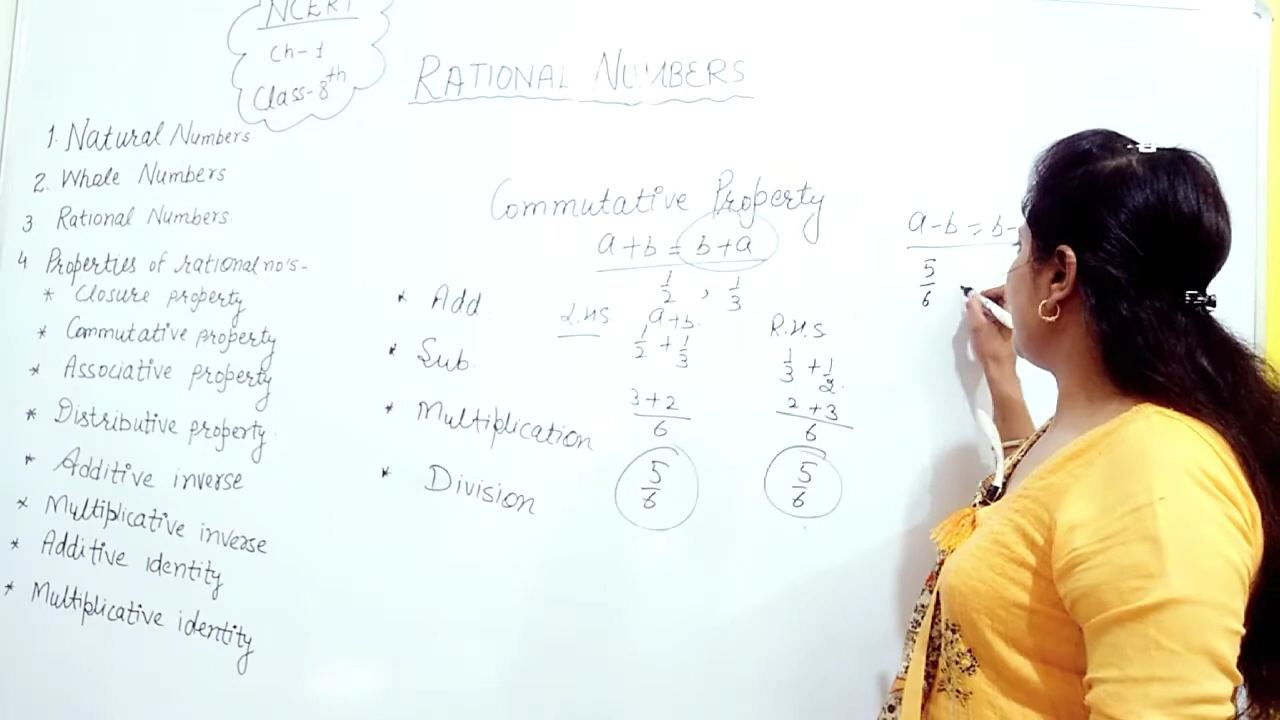 NCERT
Ch-1
Class-8th
RATIONAL NUMBERS
1. Natural Numbers
2. Whole Numbers
3 Rational Numbers
4 Properties of rational no's-
* Closure property
* Commutative property
* Associative property
* Distributive property
* Additive inverse
* Multiplicative inverse
* Additive identity
* Multiplicative identity
* Add
* Sub
* Multiplication
* Division
Commutative Property
a+b = b+a
1/2 , 1/3
L.H.S
a+b
1/2 + 1/3
3+2/6
5/6
R.H.S
1/3 + 1/2
2+3/6
5/6
a-b = b-
5/6